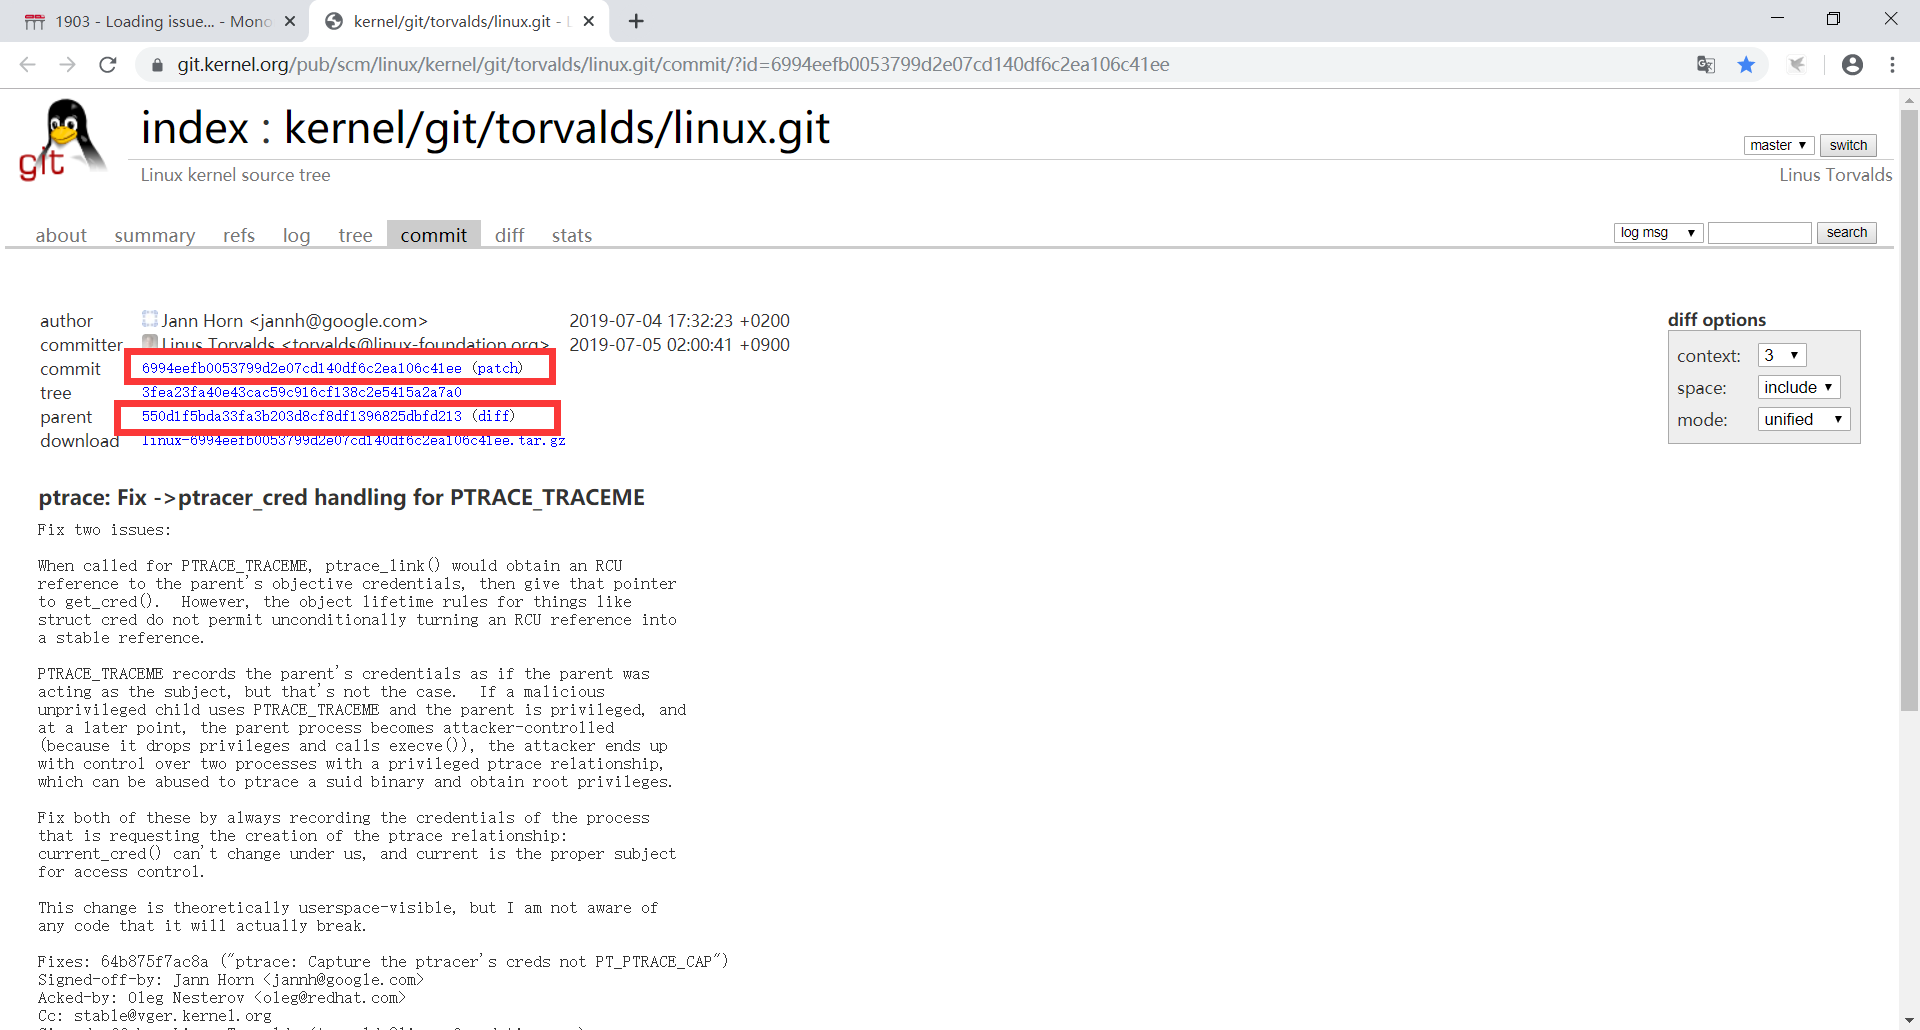 1903 - Loading issue... - Mono
kernel/git/torvalds/linux.git - L
git.kernel.org/pub/scm/linux/kernel/git/torvalds/linux.git/commit/?id=6994eefb0053799d2e07cd140df6c2ea106c41ee
git
index : kernel/git/torvalds/linux.git
master
switch
Linux kernel source tree
Linus Torvalds
about summary refs log tree commit diff stats
log msg
search
author Jann Horn <jannh@google.com> 2019-07-04 17:32:23 +0200
committer Linus Torvalds <torvalds@linux-foundation.org> 2019-07-05 02:00:41 +0900
commit 6994eefb0053799d2e07cd140df6c2ea106c41ee (patch)
tree 3fea23fa40e43cac59c916cf138c2e5415a2a7a0
parent 550d1f5bda33fa3b203d8cf8df1396825dbfd213 (diff)
download linux-6994eefb0053799d2e07cd140df6c2ea106c41ee.tar.gz
diff options
context: 3
space: include
mode: unified
ptrace: Fix ->ptracer_cred handling for PTRACE_TRACEME
Fix two issues:
When called for PTRACE_TRACEME, ptrace_link() would obtain an RCU
reference to the parent's objective credentials, then give that pointer
to get_cred().  However, the object lifetime rules for things like
struct cred do not permit unconditionally turning an RCU reference into
a stable reference.
PTRACE_TRACEME records the parent's credentials as if the parent was
acting as the subject, but that's not the case.  If a malicious
unprivileged child uses PTRACE_TRACEME and the parent is privileged, and
at a later point, the parent process becomes attacker-controlled
(because it drops privileges and calls execve()), the attacker ends up
with control over two processes with a privileged ptrace relationship,
which can be abused to ptrace a suid binary and obtain root privileges.
Fix both of these by always recording the credentials of the process
that is requesting the creation of the ptrace relationship:
current_cred() can't change under us, and current is the proper subject
for access control.
This change is theoretically userspace-visible, but I am not aware of
any code that it will actually break.
Fixes: 64b875f7ac8a ("ptrace: Capture the ptracer's creds not PT_PTRACE_CAP")
Signed-off-by: Jann Horn <jannh@google.com>
Acked-by: Oleg Nesterov <oleg@redhat.com>
Cc: stable@vger.kernel.org